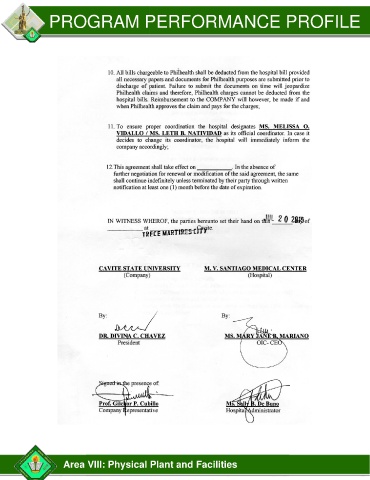 PROGRAM PERFORMANCE PROFILE
10. All bills chargeable to Philhealth shall be deducted from the hospital bill provided
all necessary papers and documents for Philhealth purposes are submitted prior to
discharge of patient. Failure to submit the documents on time will jeopardize
Philhealth claims and therefore, Philhealth charges cannot be deducted from the
hospital bills. Reimbursement to the COMPANY will however, be made if and
when Philhealth approves the claim and pays for the charges;
11. To ensure proper coordination the hospital designates MS. MELISSA O.
VIDALLO / MS. LETH B. NATIVIDAD as its official coordinator. In case it
decides to change its coordinator, the hospital will immediately inform the
company accordingly;
12. This agreement shall take effect on ____________. In the absence of
further negotiation for renewal or modification of the said agreement, the same
shall continue indefinitely unless terminated by their party through written
notification at least one (1) month before the date of expiration.
IN WITNESS WHEREOF, the parties hereunto set their hand on this 20 of
____________ at TRECE MARTIRES CITY Cavite.
CAVITE STATE UNIVERSITY M. V. SANTIAGO MEDICAL CENTER
(Company) (Hospital)
By: By:
DR. DIVINA C. CHAVEZ MS. MARY JANE B. MARIANO
President OIC- CEO
Signed in the presence of:
Prof. Gilchor P. Cubillo Ms. Sally B. De Buno
Company Representative Hospital Administrator
Area VIII: Physical Plant and Facilities